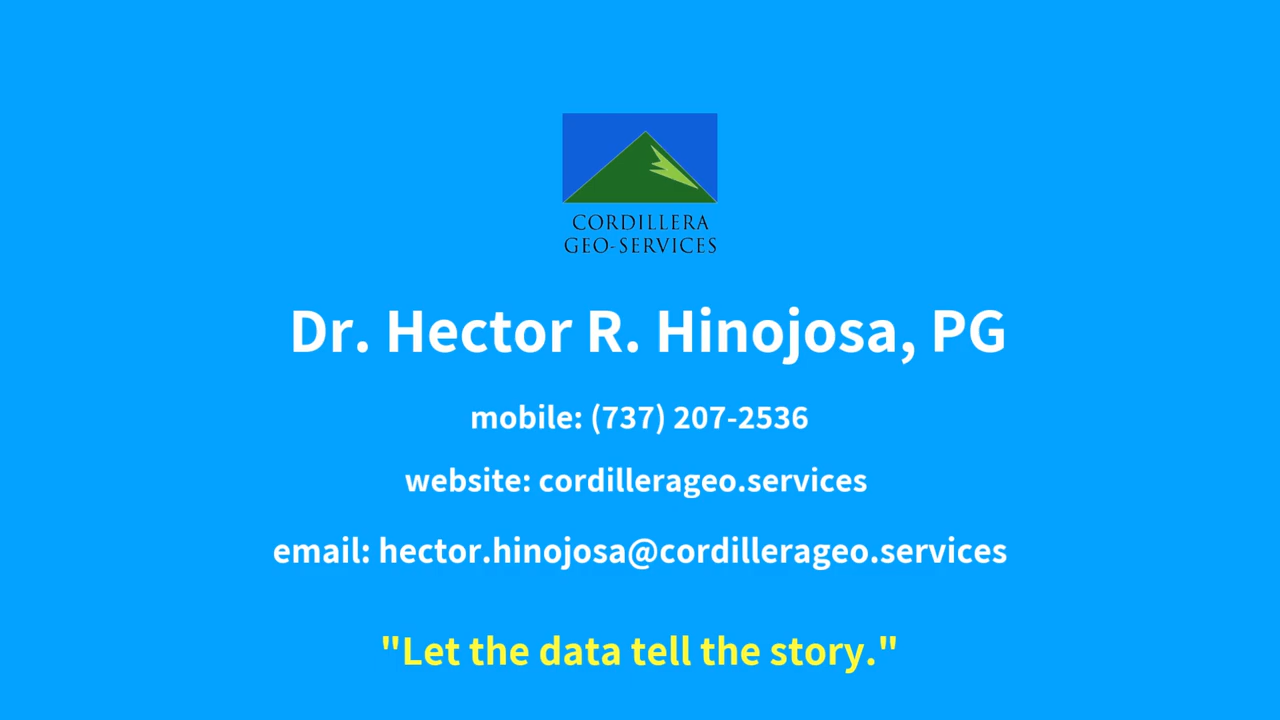 CORDILLERA
GEO-SERVICES
Dr. Hector R. Hinojosa, PG
mobile: (737) 207-2536
website: cordillerageo.services
email: hector.hinojosa@cordillerageo.services
"Let the data tell the story."